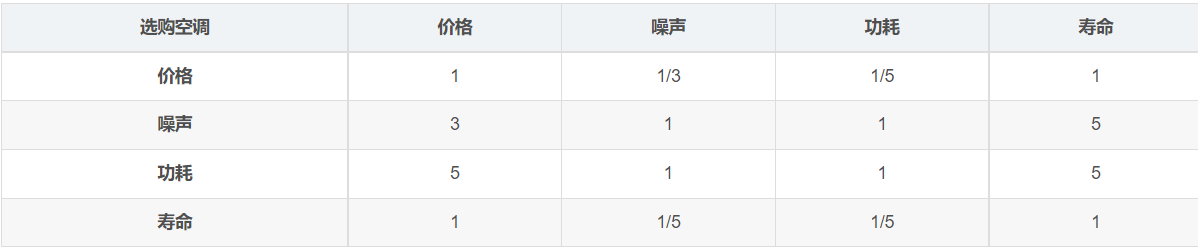 选购空调 价格 噪声 功耗 寿命
价格 1 1/3 1/5 1
噪声 3 1 1 5
功耗 5 1 1 5
寿命 1 1/5 1/5 1